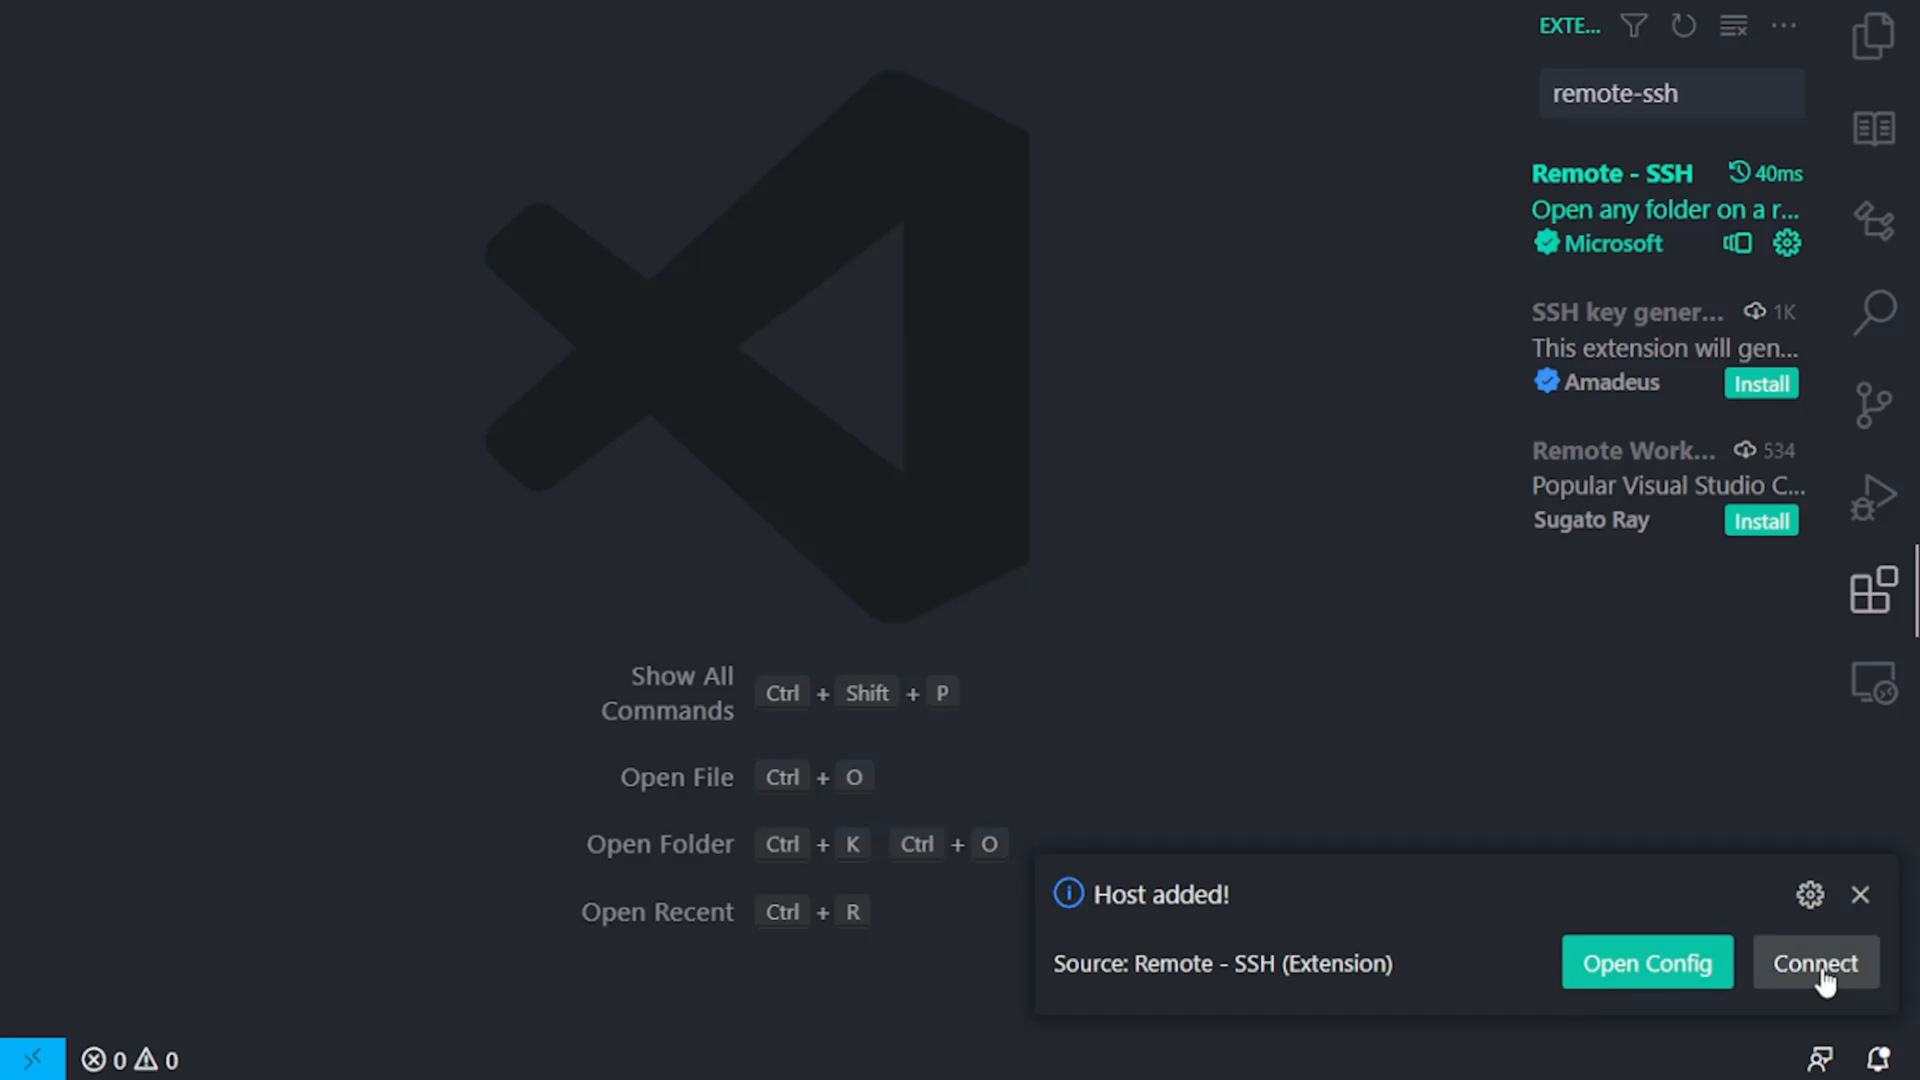 EXTE...
remote-ssh
Remote - SSH 40ms
Open any folder on a r...
Microsoft
SSH key gener... 1K
This extension will gen...
Amadeus Install
Remote Work... 534
Popular Visual Studio C...
Sugato Ray Install
Show All
Commands Ctrl + Shift + P
Open File Ctrl + O
Open Folder Ctrl + K Ctrl + O
Open Recent Ctrl + R
Host added!
Source: Remote - SSH (Extension) Open Config Connect
0 0